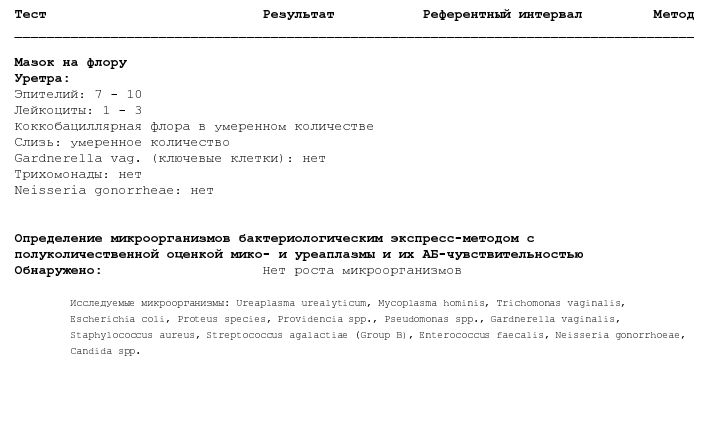 Тест Результат Референтный интервал Метод
Мазок на флору
Уретра:
Эпителий: 7 - 10
Лейкоциты: 1 - 3
Коккобациллярная флора в умеренном количестве
Слизь: умеренное количество
Gardnerella vag. (ключевые клетки): нет
Трихомонады: нет
Neisseria gonorrheae: нет
Определение микроорганизмов бактериологическим экспресс-методом с
полуколичественной оценкой мико- и уреаплазмы и их АБ-чувствительностью
Обнаружено: Нет роста микроорганизмов
Исследуемые микроорганизмы: Ureaplasma urealyticum, Mycoplasma hominis, Trichomonas vaginalis,
Escherichia coli, Proteus species, Providencia spp., Pseudomonas spp., Gardnerella vaginalis,
Staphylococcus aureus, Streptococcus agalactiae (Group B), Enterococcus faecalis, Neisseria gonorrhoeae,
Candida spp.